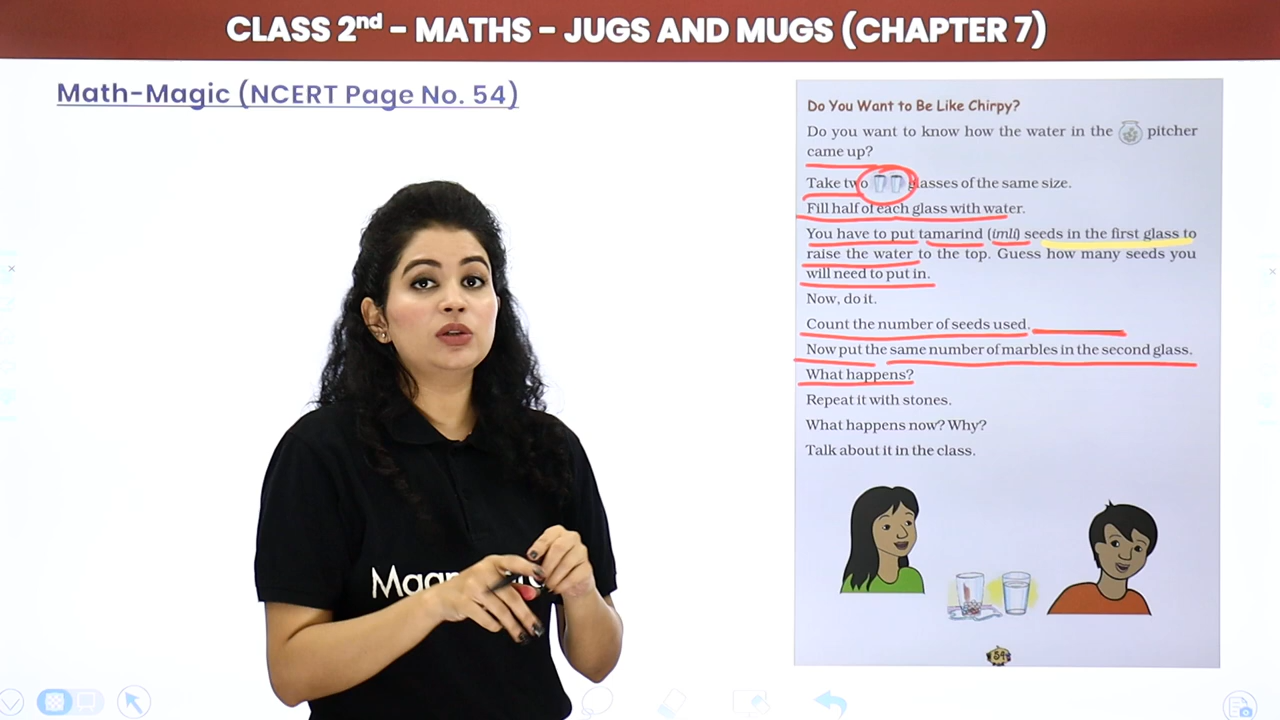 CLASS 2nd - MATHS - JUGS AND MUGS (CHAPTER 7)
Math-Magic (NCERT Page No. 54)
Do You Want to Be Like Chirpy?
Do you want to know how the water in the pitcher
came up?
Take two glasses of the same size.
Fill half of each glass with water.
You have to put tamarind (imli) seeds in the first glass to
raise the water to the top. Guess how many seeds you
will need to put in.
Now, do it.
Count the number of seeds used.
Now put the same number of marbles in the second glass.
What happens?
Repeat it with stones.
What happens now? Why?
Talk about it in the class.
54